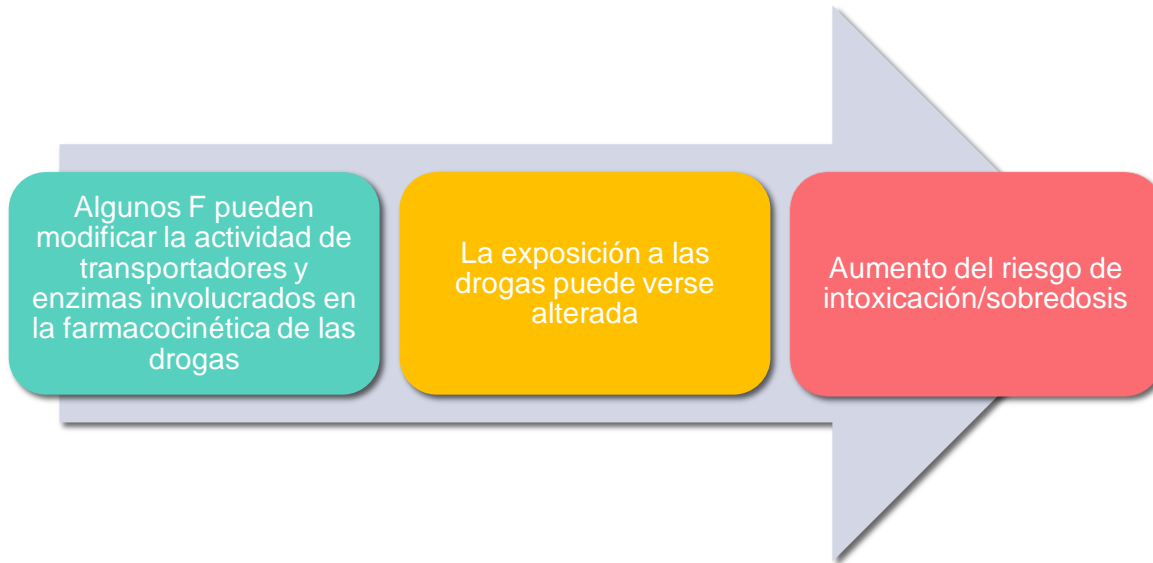 Algunos F pueden
modificar la actividad de
transportadores y
enzimas involucrados en
la farmacocinética de las
drogas
La exposición a las
drogas puede verse
alterada
Aumento del riesgo de
intoxicación/sobredosis